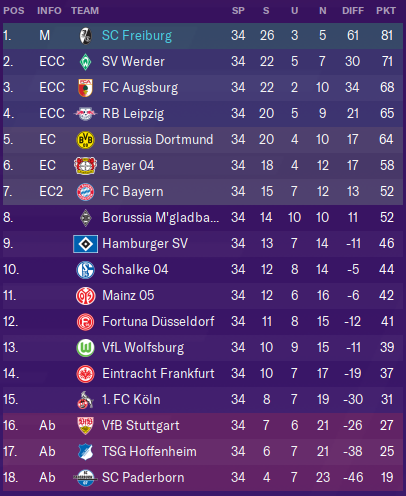 POS INFO TEAM SP S U N DIFF PKT
1. M SC Freiburg 34 26 3 5 61 81
2. ECC SV Werder 34 22 5 7 30 71
3. ECC FC Augsburg 34 22 2 10 34 68
4. ECC RB Leipzig 34 20 5 9 21 65
5. EC Borussia Dortmund 34 20 4 10 17 64
6. EC Bayer 04 34 18 4 12 17 58
7. EC2 FC Bayern 34 15 7 12 13 52
8. Borussia M'gladba... 34 14 10 10 11 52
9. Hamburger SV 34 13 7 14 -11 46
10. Schalke 04 34 12 8 14 -5 44
11. Mainz 05 34 12 6 16 -6 42
12. Fortuna Düsseldorf 34 11 8 15 -12 41
13. VfL Wolfsburg 34 10 9 15 -11 39
14. Eintracht Frankfurt 34 10 7 17 -19 37
15. 1. FC Köln 34 8 7 19 -30 31
16. Ab VfB Stuttgart 34 7 6 21 -26 27
17. Ab TSG Hoffenheim 34 6 7 21 -38 25
18. Ab SC Paderborn 34 4 7 23 -46 19